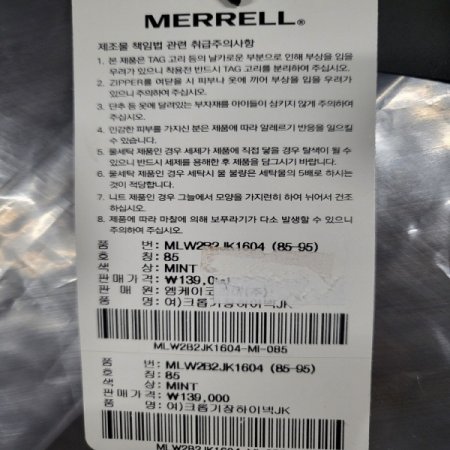 MERRELL®
제조물 책임법 관련 취급주의사항
1. 본 제품은 TAG 고리 등의 날카로운 부분으로 인해 부상을 입을
우려가 있으니 착용전 반드시 TAG 고리를 분리하여 주십시오.
2. ZIPPER를 여닫을 시 피부나 옷에 끼어 부상을 입을 우려가
있으니 주의하여 주십시오.
3. 단추 등 옷에 달려있는 부자재를 아이들이 삼키지 않게 주의하여
주십시오.
4. 민감한 피부를 가지신 분은 제품에 따라 알레르기 반응을 일으킬
수 있습니다.
5. 물세탁 제품인 경우 세제가 제품에 직접 닿을 경우 탈색이 될 수
있으니 반드시 세제를 용해한 후 제품을 담그시기 바랍니다.
6. 물세탁 제품인 경우 세탁시 물 불량은 세탁물의 5배로 하시는
것이 적당합니다.
7. 니트 제품인 경우 그늘에서 모양을 가지런히 하여 뉘어서 건조
하십시오.
8. 제품에 따라 마찰에 의해 보푸라기가 다소 발생할 수 있으니
주의하여 주십시오.
품 번: MLW2B2JK1604 (85-95)
호 칭: 85
색 상: MINT
판 매 가 격: ₩139,0
판 매 원: 엠케이코
품 명: 여)크롭기장하이넥JK
MLW2B2JK1604-MI-085
품 번: MLW2B2JK1604 (85-95)
호 칭: 85
색 상: MINT
판 매 가 격: ₩139,000
품 명: 여)크롭기장하이넥JK